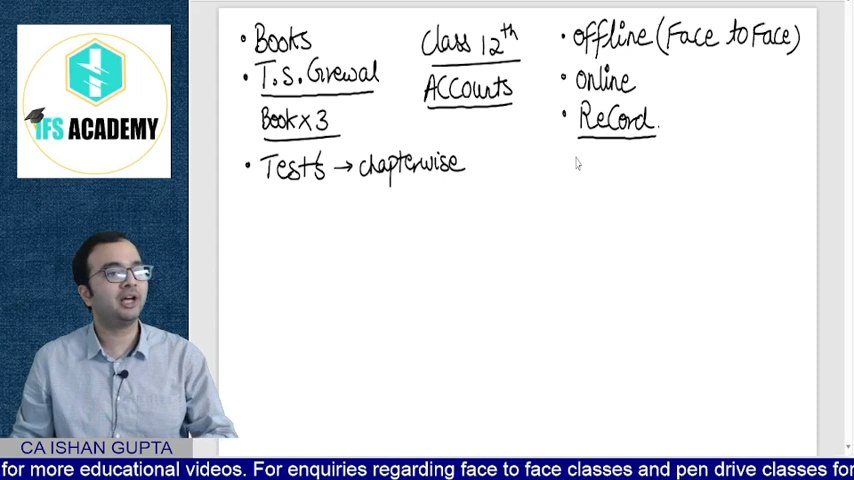 IFS ACADEMY
• Books
• T.S. Grewal
Book x 3
• Tests → chapterwise
Class 12th
Accounts
• offline (Face to Face)
• online
• Record.
CA ISHAN GUPTA
for more educational videos. For enquiries regarding face to face classes and pen drive classes for